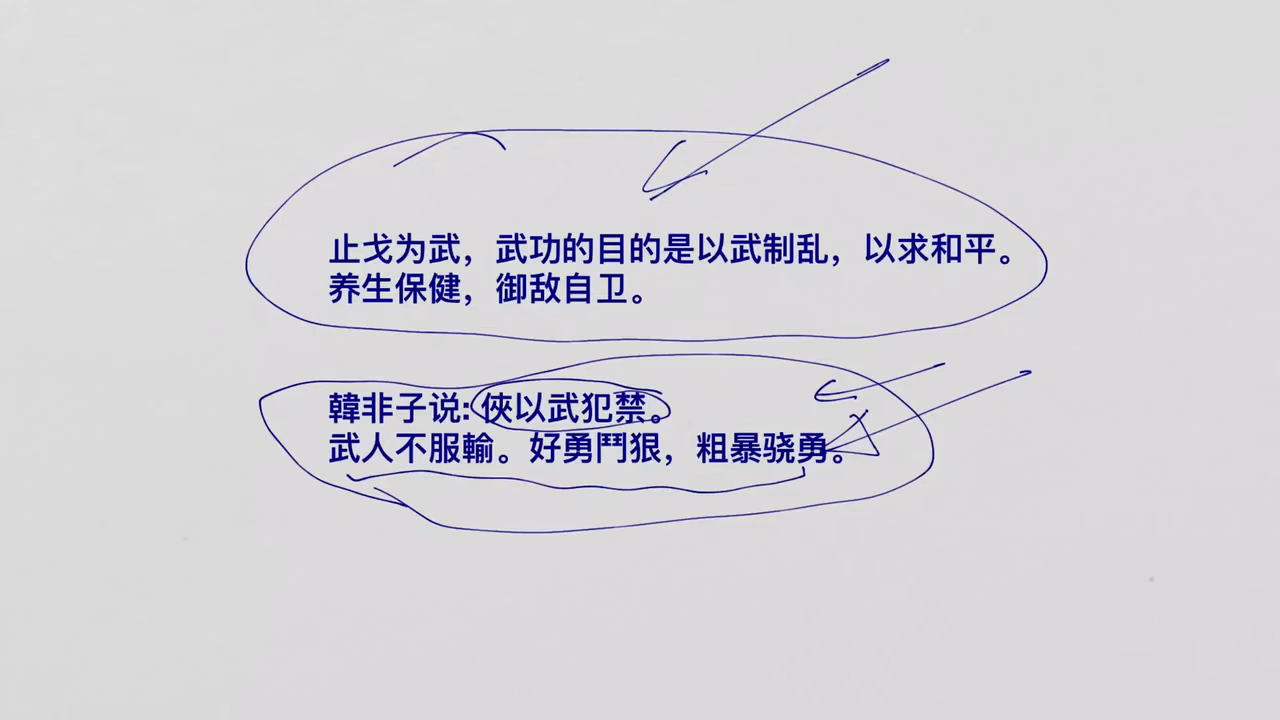 止戈为武，武功的目的是以武制乱，以求和平。
养生保健，御敌自卫。
韓非子说: 俠以武犯禁。
武人不服輸。好勇鬥狠，粗暴骁勇。